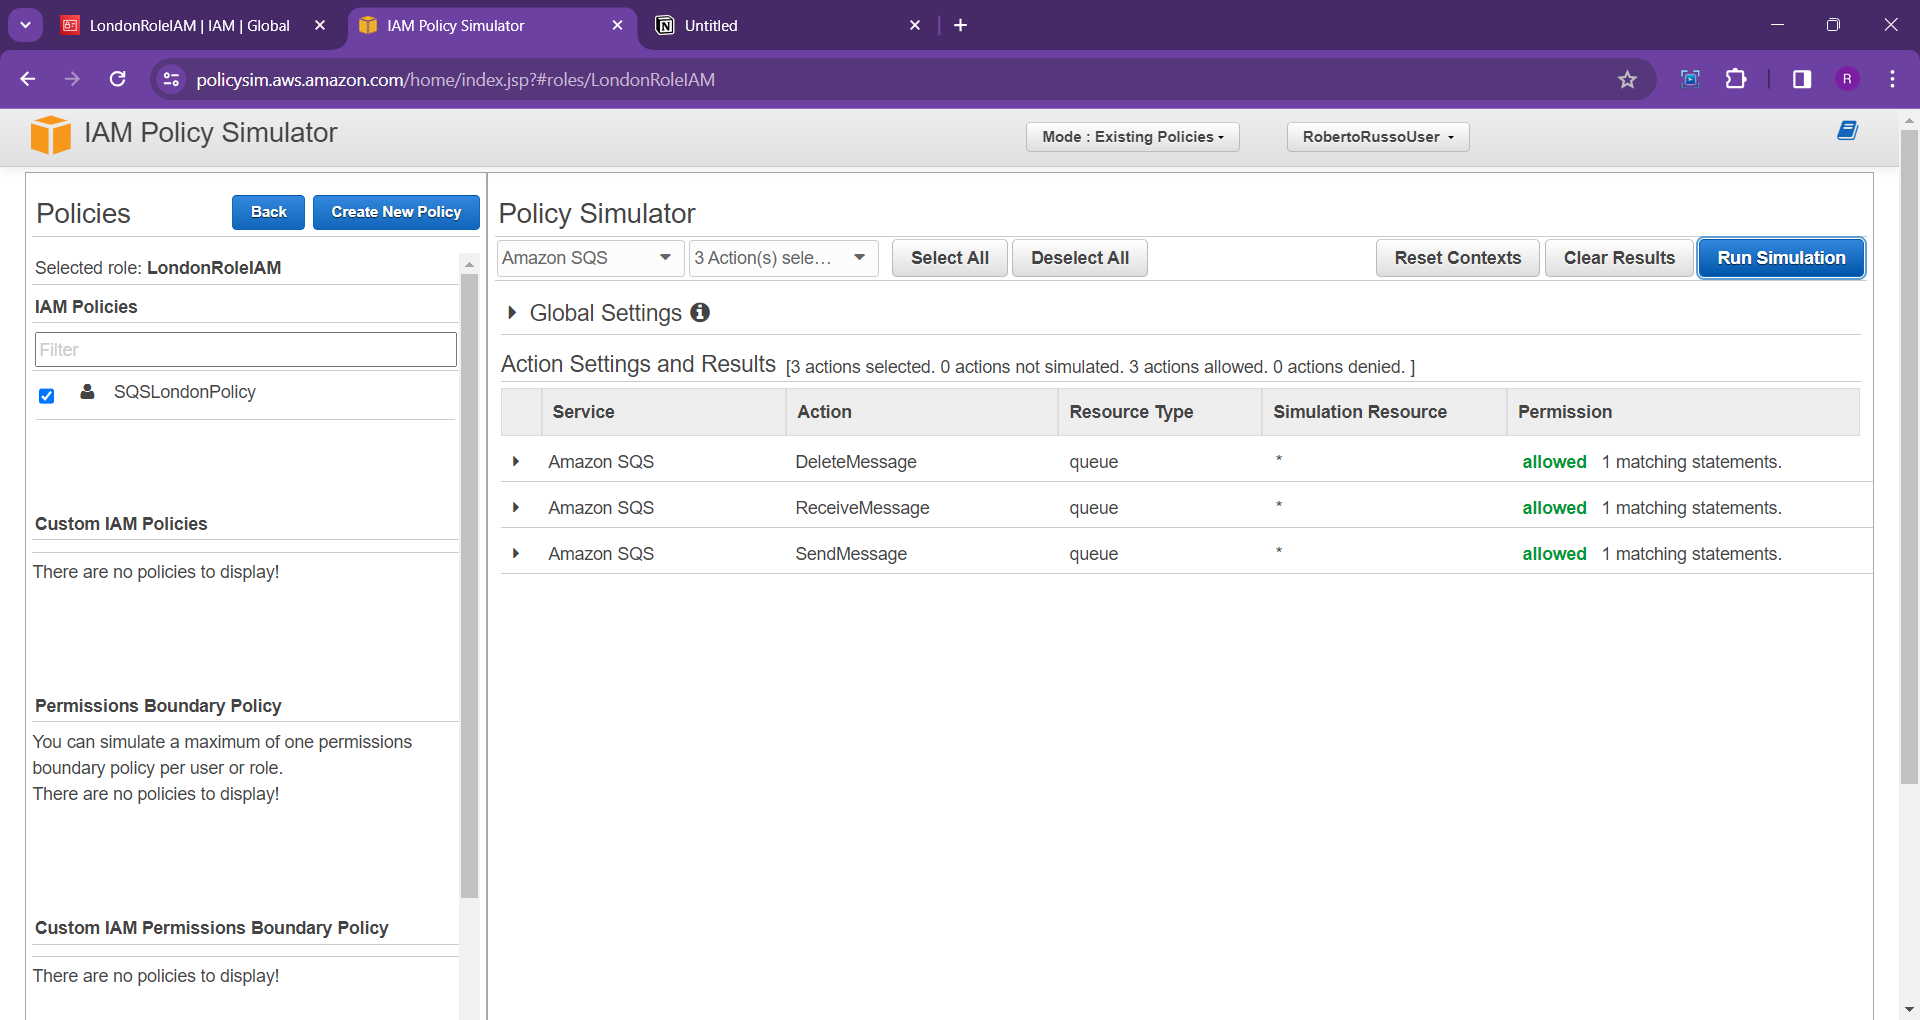 LondonRoleIAM | IAM | Global
IAM Policy Simulator
Untitled
policysim.aws.amazon.com/home/index.jsp?#roles/LondonRoleIAM
R
IAM Policy Simulator
Mode : Existing Policies
RobertoRussoUser
Policies
Back
Create New Policy
Selected role: LondonRoleIAM
IAM Policies
Filter
SQSLondonPolicy
Custom IAM Policies
There are no policies to display!
Permissions Boundary Policy
You can simulate a maximum of one permissions
boundary policy per user or role.
There are no policies to display!
Custom IAM Permissions Boundary Policy
There are no policies to display!
Policy Simulator
Amazon SQS
3 Action(s) sele...
Select All
Deselect All
Reset Contexts
Clear Results
Run Simulation
Global Settings
Action Settings and Results [3 actions selected. 0 actions not simulated. 3 actions allowed. 0 actions denied. ]
Service Action Resource Type Simulation Resource Permission
Amazon SQS DeleteMessage queue * allowed 1 matching statements.
Amazon SQS ReceiveMessage queue * allowed 1 matching statements.
Amazon SQS SendMessage queue * allowed 1 matching statements.